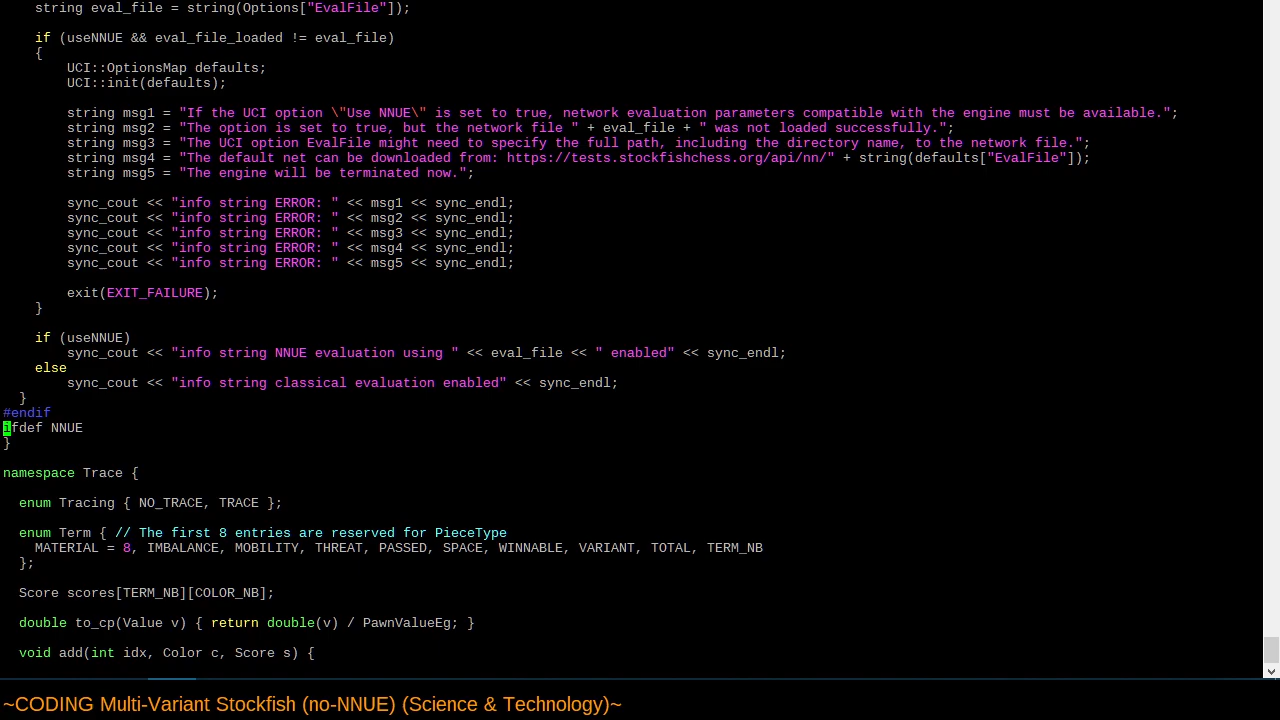 string eval_file = string(Options["EvalFile"]);
if (useNNUE && eval_file_loaded != eval_file)
{
UCI::OptionsMap defaults;
UCI::init(defaults);
string msg1 = "If the UCI option \"Use NNUE\" is set to true, network evaluation parameters compatible with the engine must be available.";
string msg2 = "The option is set to true, but the network file " + eval_file + " was not loaded successfully.";
string msg3 = "The UCI option EvalFile might need to specify the full path, including the directory name, to the network file.";
string msg4 = "The default net can be downloaded from: https://tests.stockfishchess.org/api/nn/" + string(defaults["EvalFile"]);
string msg5 = "The engine will be terminated now.";
sync_cout << "info string ERROR: " << msg1 << sync_endl;
sync_cout << "info string ERROR: " << msg2 << sync_endl;
sync_cout << "info string ERROR: " << msg3 << sync_endl;
sync_cout << "info string ERROR: " << msg4 << sync_endl;
sync_cout << "info string ERROR: " << msg5 << sync_endl;
exit(EXIT_FAILURE);
}
if (useNNUE)
sync_cout << "info string NNUE evaluation using " << eval_file << " enabled" << sync_endl;
else
sync_cout << "info string classical evaluation enabled" << sync_endl;
}
#endif
ifdef NNUE
}
namespace Trace {
enum Tracing { NO_TRACE, TRACE };
enum Term { // The first 8 entries are reserved for PieceType
MATERIAL = 8, IMBALANCE, MOBILITY, THREAT, PASSED, SPACE, WINNABLE, VARIANT, TOTAL, TERM_NB
};
Score scores[TERM_NB][COLOR_NB];
double to_cp(Value v) { return double(v) / PawnValueEg; }
void add(int idx, Color c, Score s) {
~CODING Multi-Variant Stockfish (no-NNUE) (Science & Technology)~